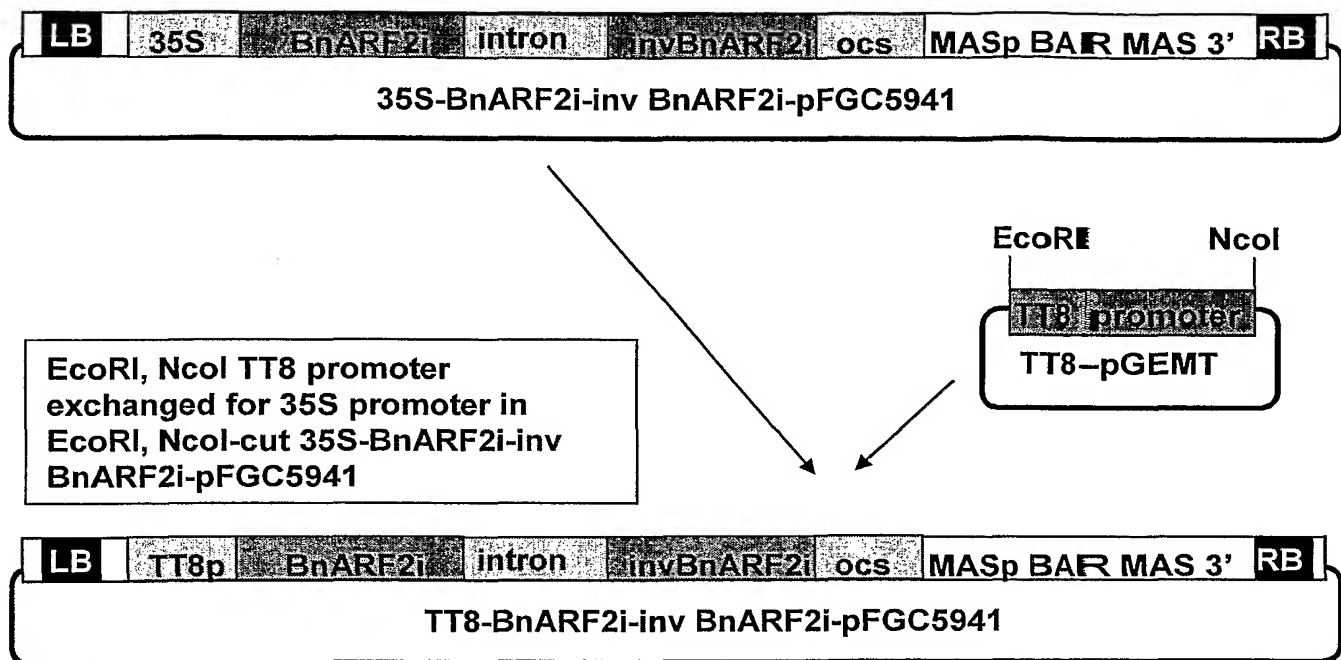 LB 35S BnARF2i intron invBnARF2i ocs MASp BAR MAS 3’ RB
35S-BnARF2i-inv BnARF2i-pFGC5941
EcoRI NcoI
TT8 promoter
TT8–pGEMT
EcoRI, NcoI TT8 promoter
exchanged for 35S promoter in
EcoRI, NcoI-cut 35S-BnARF2i-inv
BnARF2i-pFGC5941
LB TT8p BnARF2i intron invBnARF2i ocs MASp BAR MAS 3’ RB
TT8-BnARF2i-inv BnARF2i-pFGC5941